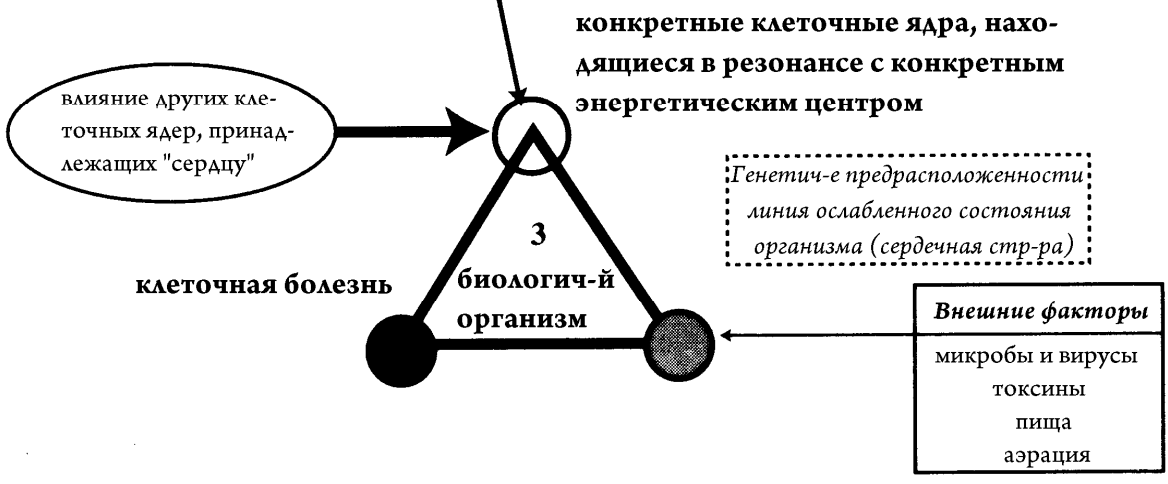 конкретные клеточные ядра, нахо-
дящиеся в резонансе с конкретным
энергетическим центром
влияние других кле-
точных ядер, принад-
лежащих "сердцу"
Генетич-е предрасположенности
линия ослабленного состояния
организма (сердечная стр-ра)
3
биологич-й
организм
клеточная болезнь
Внешние факторы
микробы и вирусы
токсины
пища
аэрация